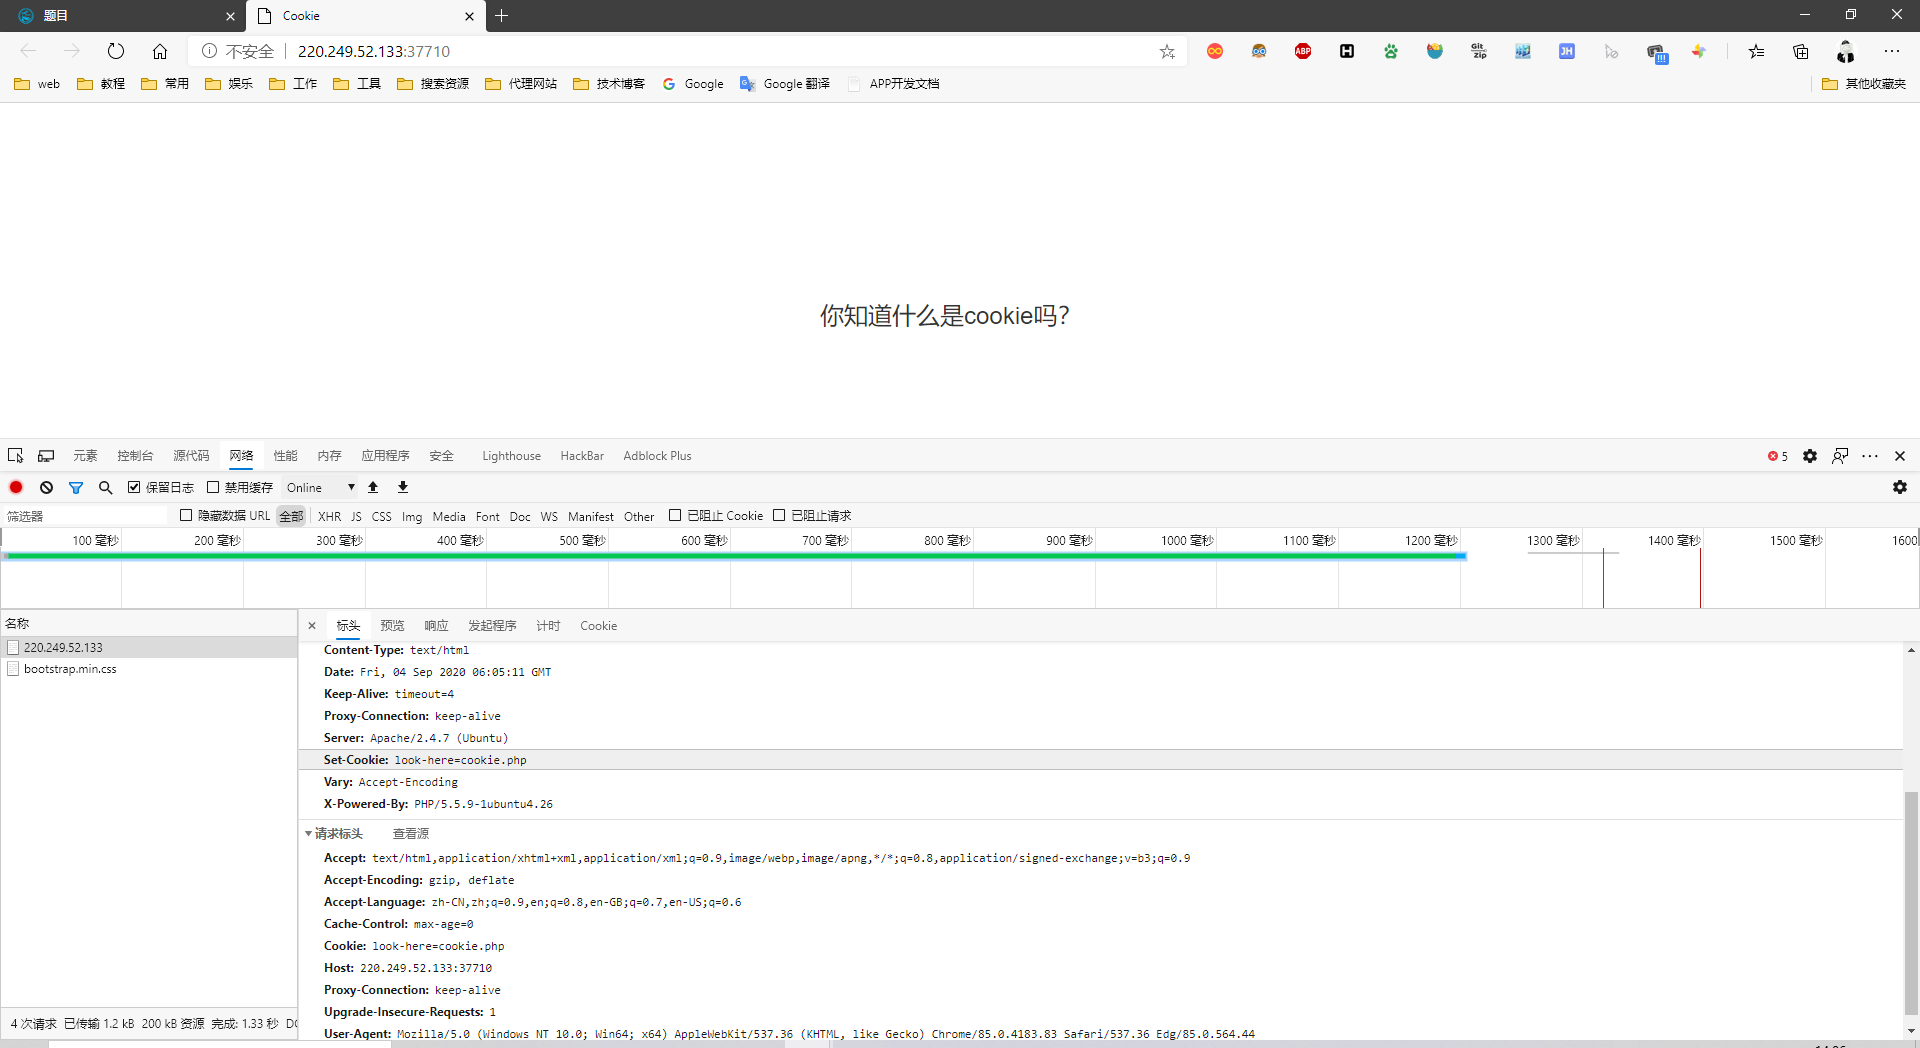 题目
Cookie
不安全 220.249.52.133:37710
web 教程 常用 娱乐 工作 工具 搜索资源 代理网站 技术博客 Google Google 翻译 APP开发文档 其他收藏夹
你知道什么是cookie吗?
元素 控制台 源代码 网络 性能 内存 应用程序 安全 Lighthouse HackBar Adblock Plus 5
保留日志 禁用缓存 Online
筛选器 隐藏数据 URL 全部 XHR JS CSS Img Media Font Doc WS Manifest Other 已阻止 Cookie 已阻止请求
100 毫秒 200 毫秒 300 毫秒 400 毫秒 500 毫秒 600 毫秒 700 毫秒 800 毫秒 900 毫秒 1000 毫秒 1100 毫秒 1200 毫秒 1300 毫秒 1400 毫秒 1500 毫秒 1600
名称
220.249.52.133
bootstrap.min.css
标头 预览 响应 发起程序 计时 Cookie
Content-Type: text/html
Date: Fri, 04 Sep 2020 06:05:11 GMT
Keep-Alive: timeout=4
Proxy-Connection: keep-alive
Server: Apache/2.4.7 (Ubuntu)
Set-Cookie: look-here=cookie.php
Vary: Accept-Encoding
X-Powered-By: PHP/5.5.9-1ubuntu4.26
请求标头 查看源
Accept: text/html,application/xhtml+xml,application/xml;q=0.9,image/webp,image/apng,*/*;q=0.8,application/signed-exchange;v=b3;q=0.9
Accept-Encoding: gzip, deflate
Accept-Language: zh-CN,zh;q=0.9,en;q=0.8,en-GB;q=0.7,en-US;q=0.6
Cache-Control: max-age=0
Cookie: look-here=cookie.php
Host: 220.249.52.133:37710
Proxy-Connection: keep-alive
Upgrade-Insecure-Requests: 1
User-Agent: Mozilla/5.0 (Windows NT 10.0; Win64; x64) AppleWebKit/537.36 (KHTML, like Gecko) Chrome/85.0.4183.83 Safari/537.36 Edg/85.0.564.44
4 次请求 已传输 1.2 kB 200 kB 资源 完成: 1.33 秒